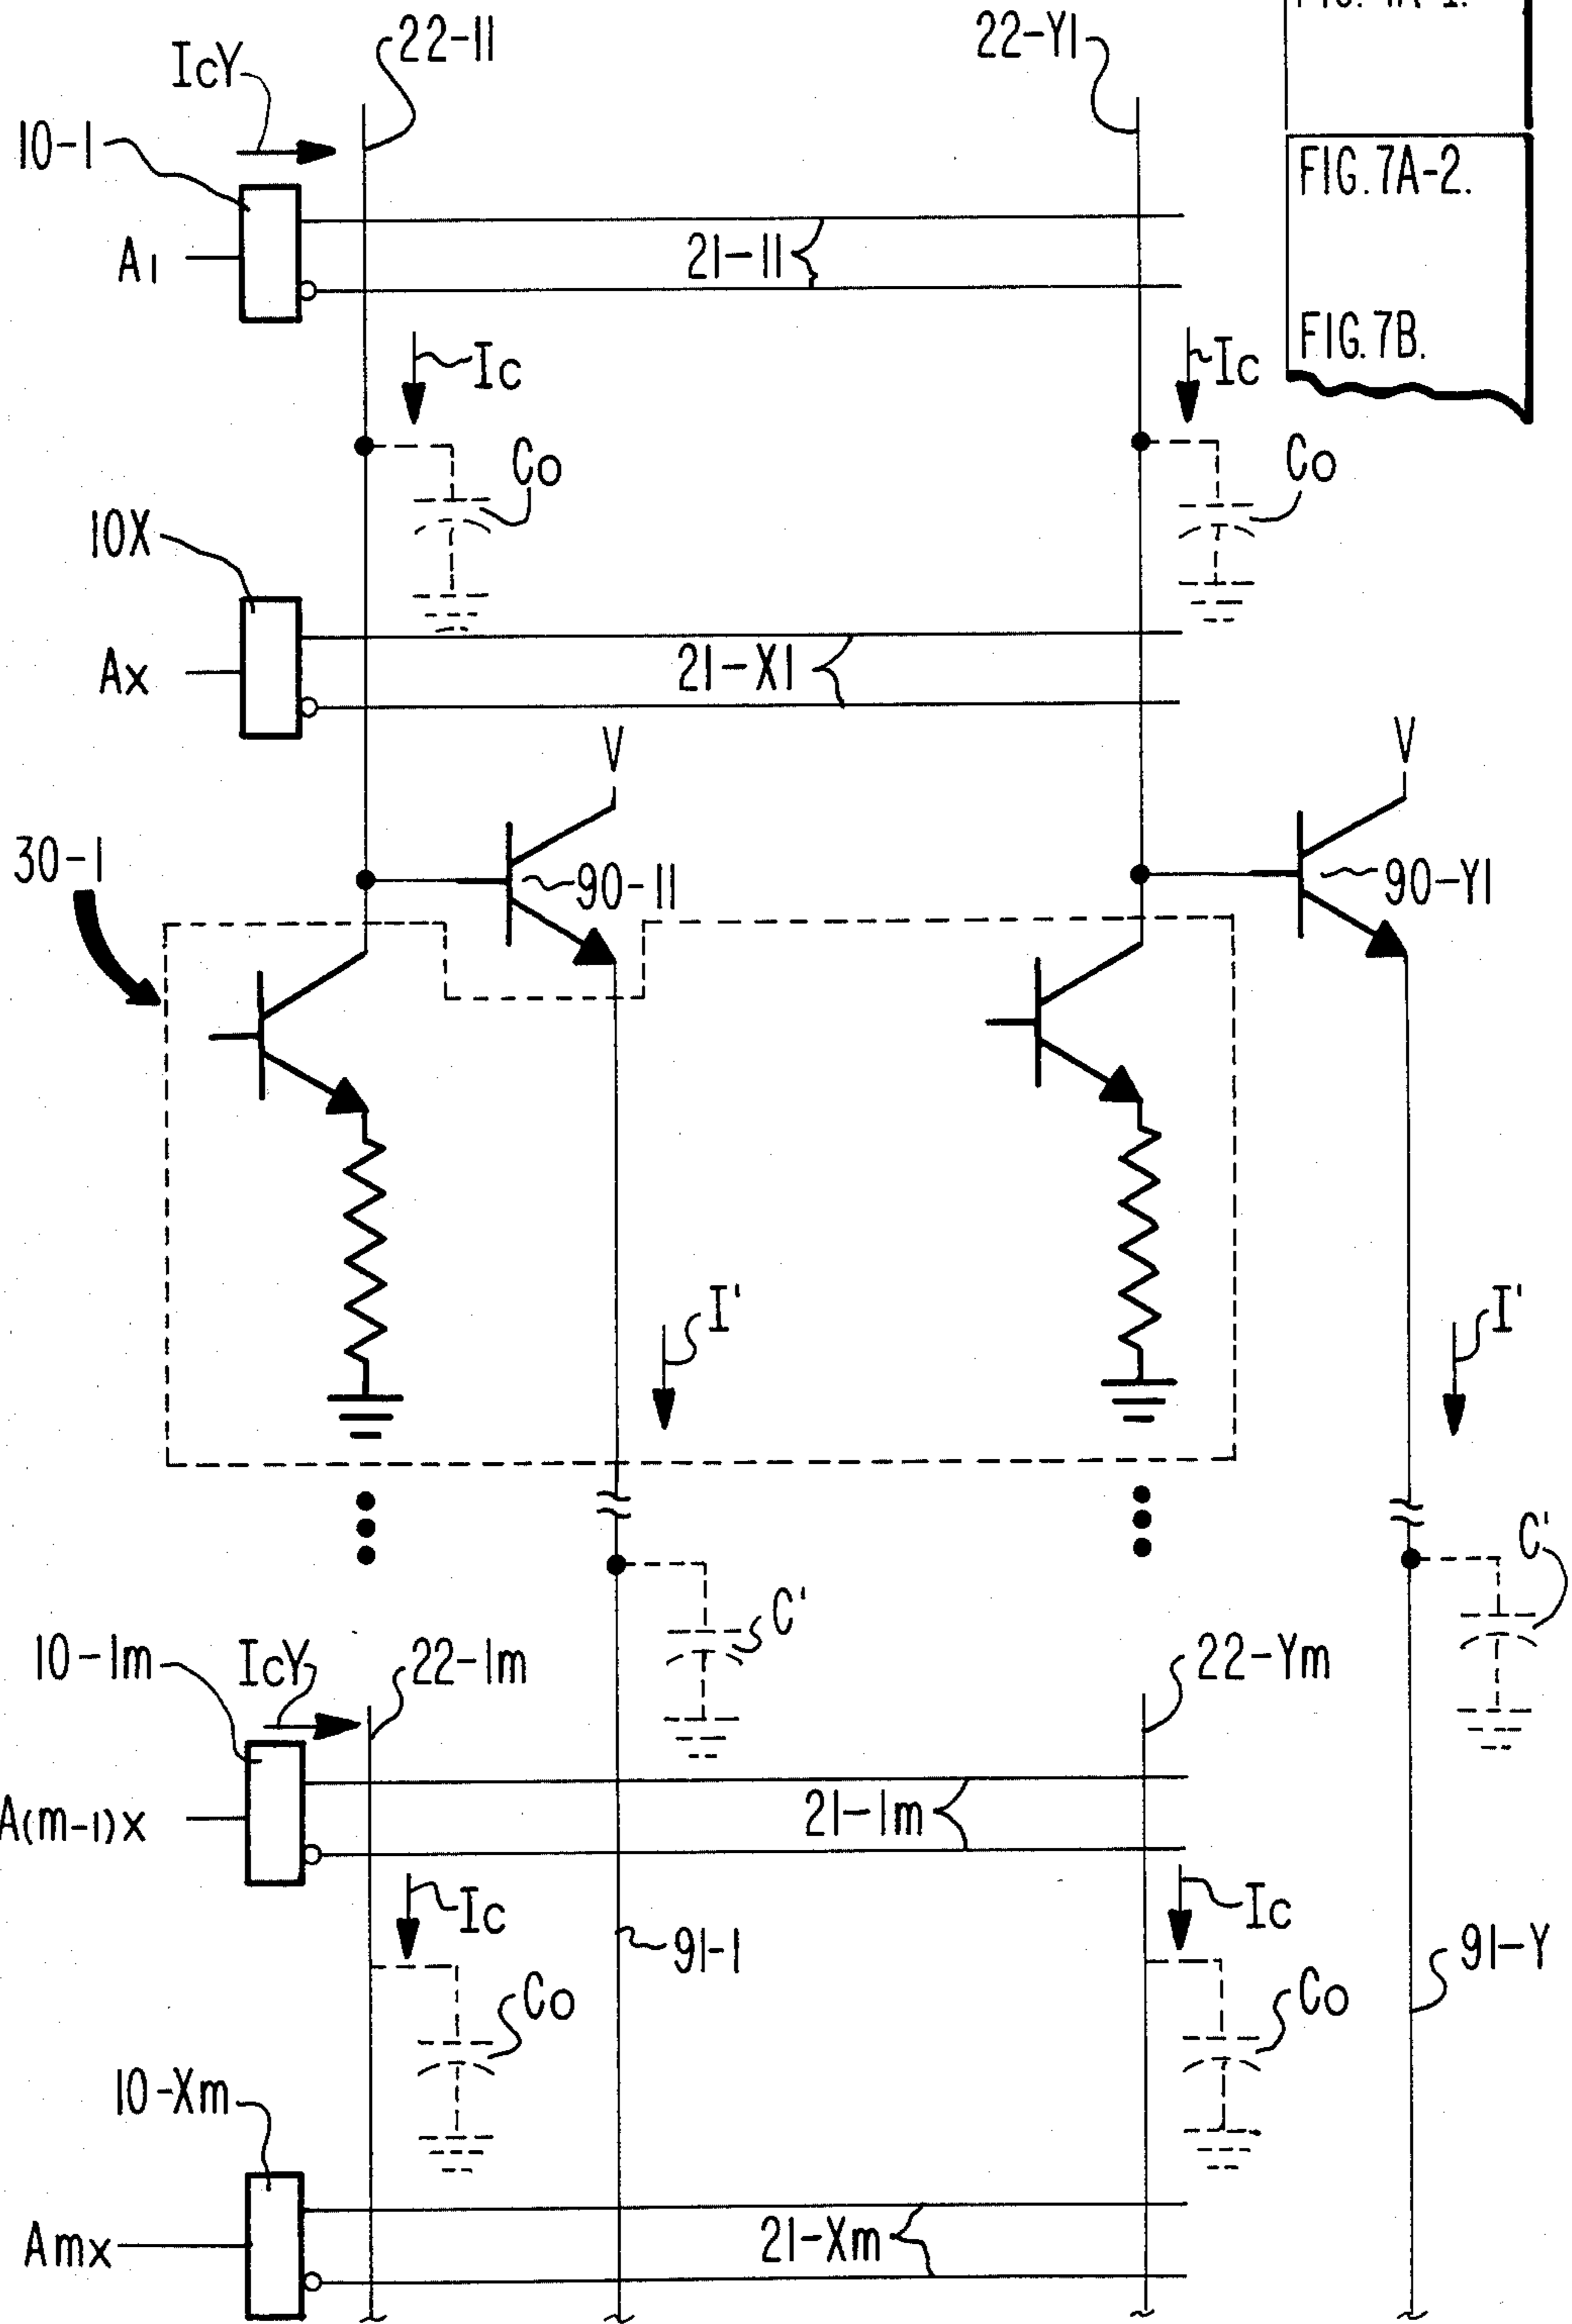 22-11
22-Y1
IcY
10-1
FIG. 7A-2.
A1
21-11
FIG. 7B.
Ic
Ic
Co
Co
10X
Ax
21-X1
V
V
30-1
90-11
90-Y1
I'
I'
C'
C'
10-1m
IcY
22-1m
22-Ym
A(m-1)x
21-1m
Ic
Ic
91-1
91-Y
Co
Co
10-Xm
Amx
21-Xm